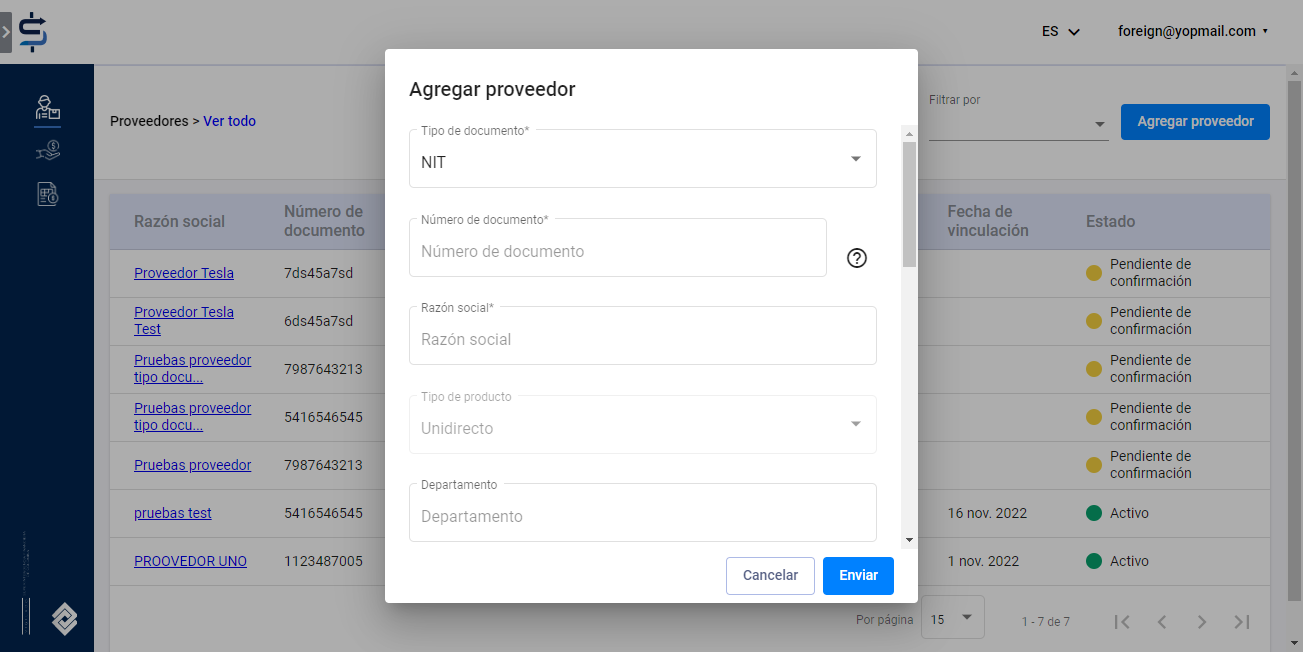 ES
foreign@yopmail.com
Proveedores > Ver todo
Filtrar por
Agregar proveedor
Razón social
Número de
documento
Fecha de
vinculación
Estado
Proveedor Tesla
7ds45a7sd
Pendiente de
confirmación
Proveedor Tesla
Test
6ds45a7sd
Pendiente de
confirmación
Pruebas proveedor
tipo docu...
7987643213
Pendiente de
confirmación
Pruebas proveedor
tipo docu...
5416546545
Pendiente de
confirmación
Pruebas proveedor
7987643213
Pendiente de
confirmación
pruebas test
5416546545
16 nov. 2022
Activo
PROOVEDOR UNO
1123487005
1 nov. 2022
Activo
Por página
15
1 - 7 de 7
Agregar proveedor
Tipo de documento*
NIT
Número de documento*
Número de documento
Razón social*
Razón social
Tipo de producto
Unidirecto
Departamento
Departamento
Cancelar
Enviar